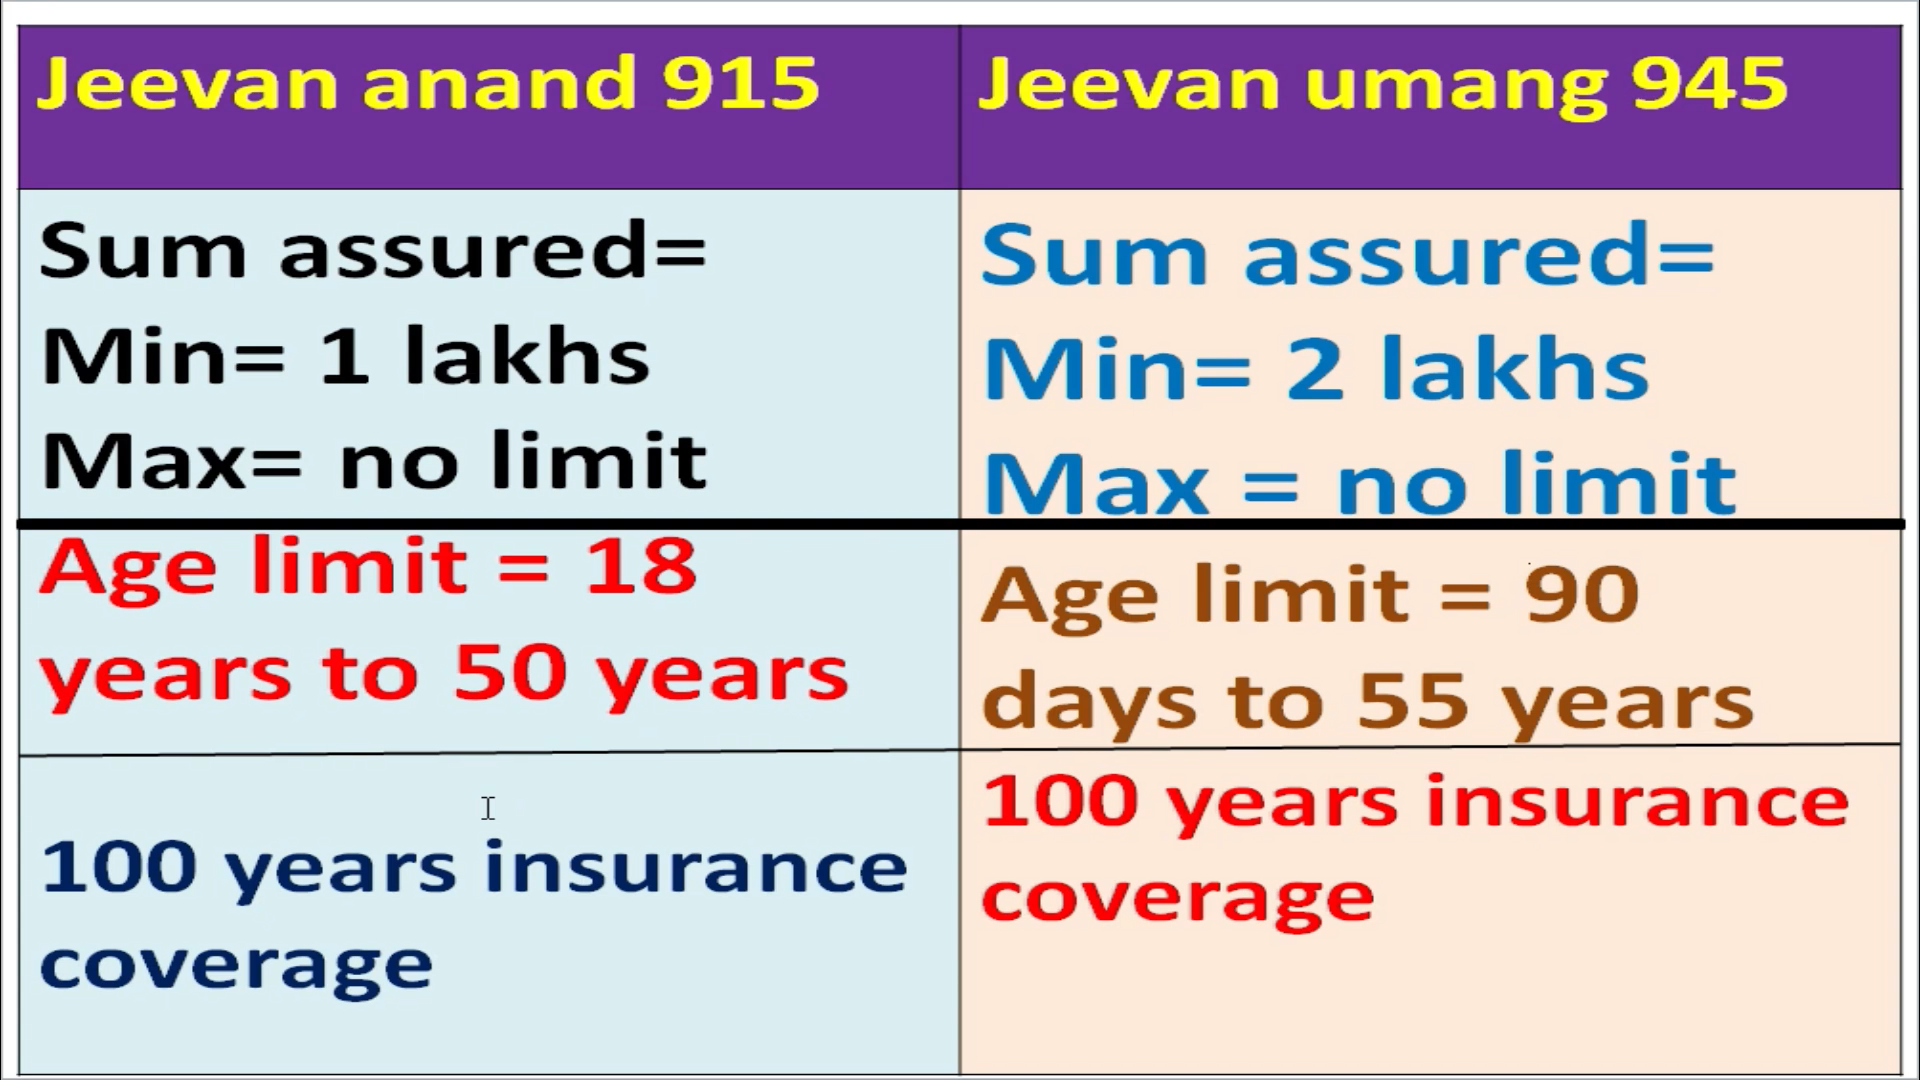 Jeevan anand 915
Jeevan umang 945
Sum assured=
Min= 1 lakhs
Max= no limit
Sum assured=
Min= 2 lakhs
Max = no limit
Age limit = 18
years to 50 years
Age limit = 90
days to 55 years
100 years insurance
coverage
100 years insurance
coverage